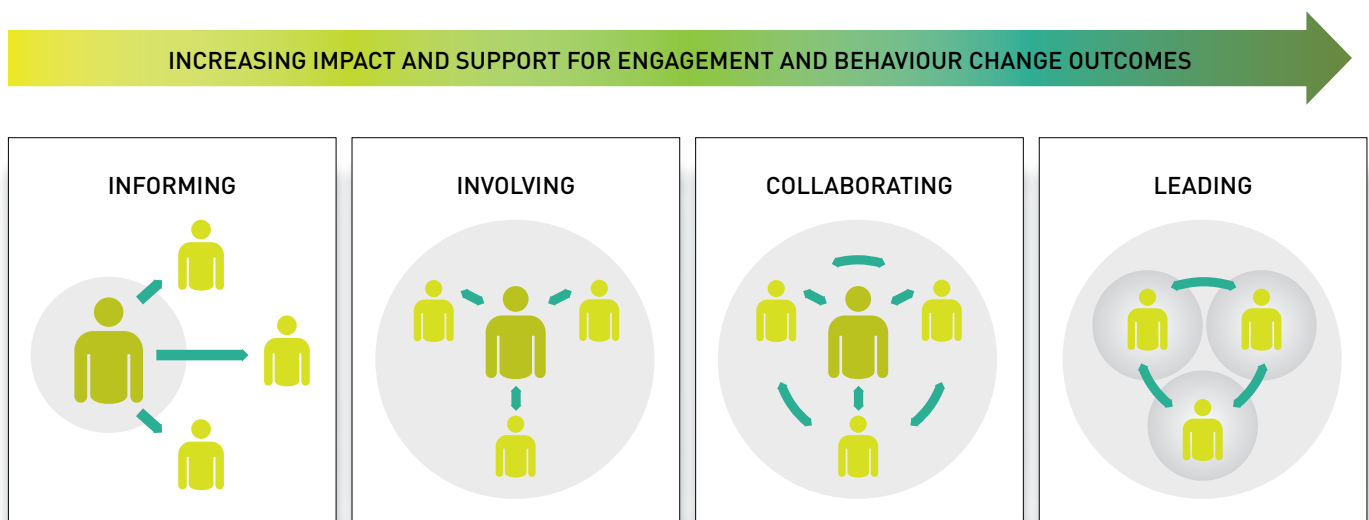 INCREASING IMPACT AND SUPPORT FOR ENGAGEMENT AND BEHAVIOUR CHANGE OUTCOMES
INFORMING
INVOLVING
COLLABORATING
LEADING